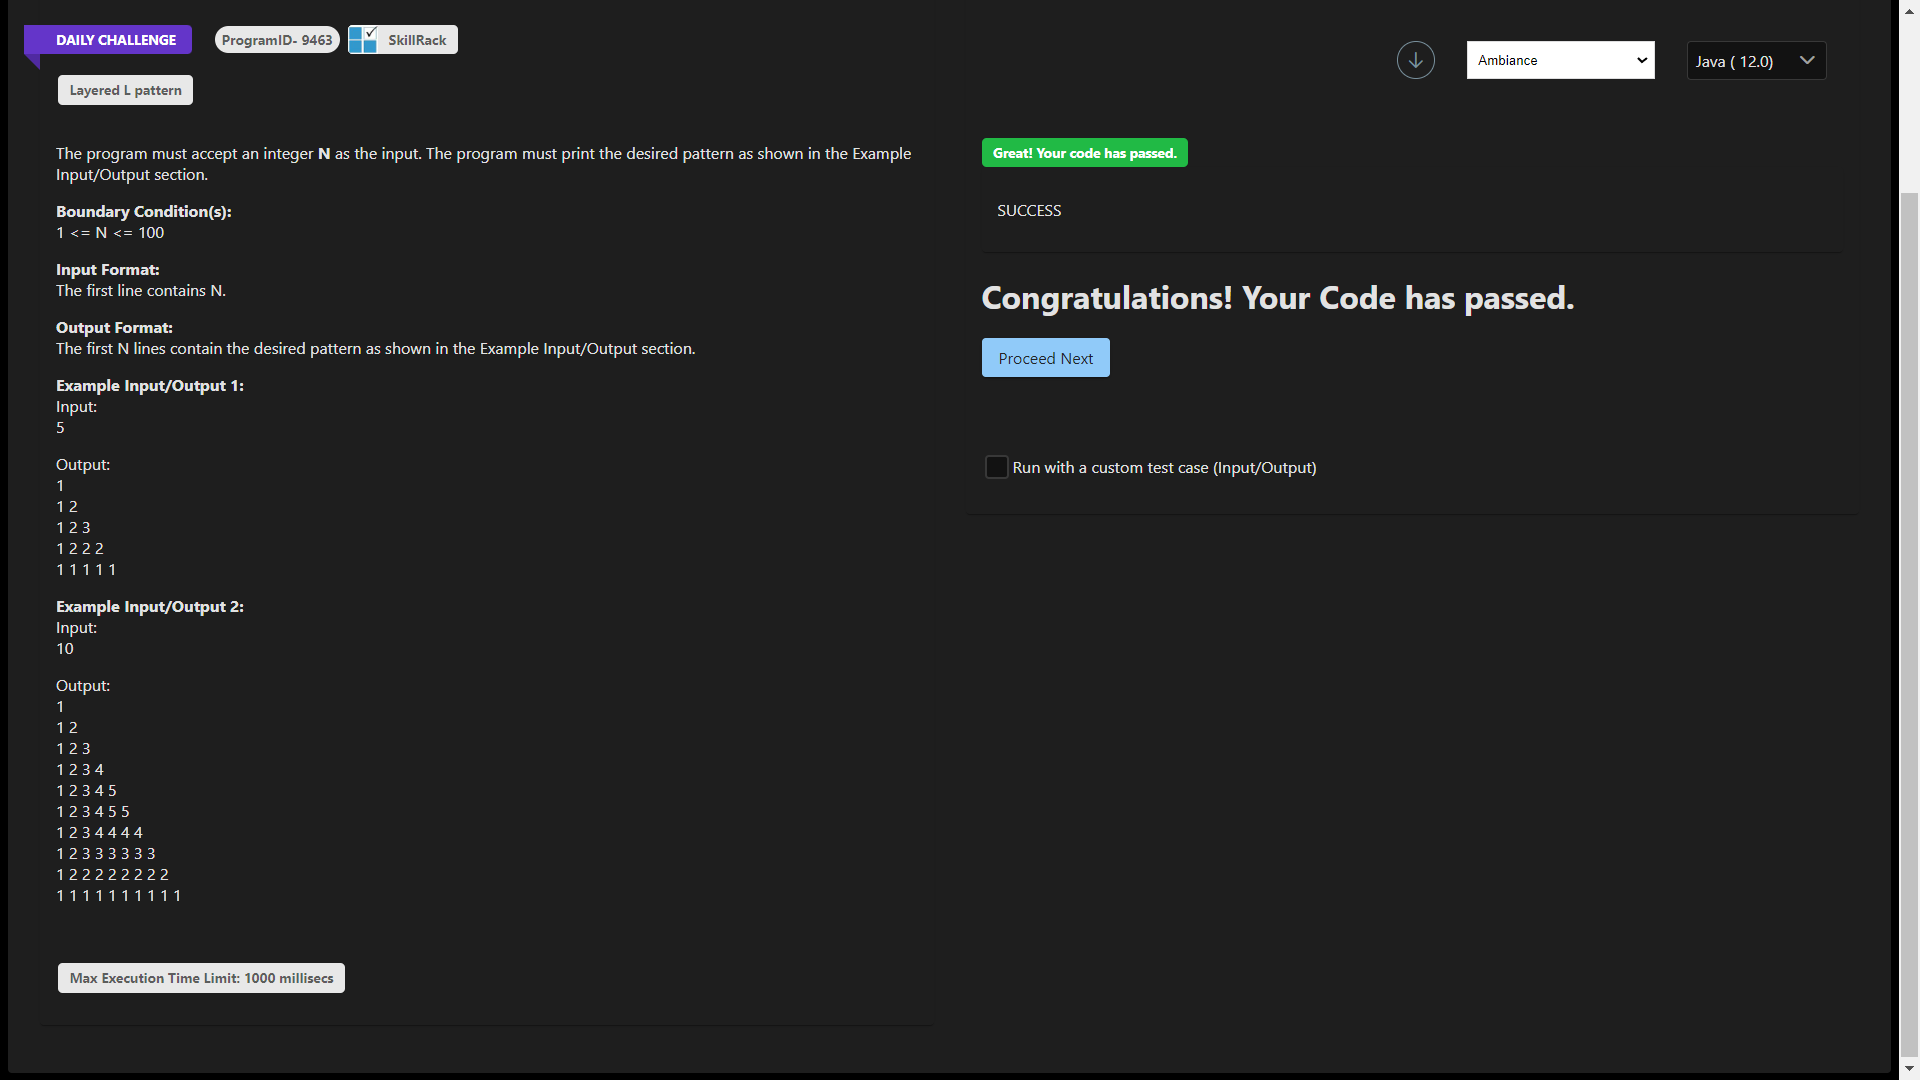 DAILY CHALLENGE
ProgramID- 9463
SkillRack
Ambiance
Java ( 12.0)
Layered L pattern
The program must accept an integer N as the input. The program must print the desired pattern as shown in the Example
Input/Output section.
Boundary Condition(s):
1 <= N <= 100
Input Format:
The first line contains N.
Output Format:
The first N lines contain the desired pattern as shown in the Example Input/Output section.
Example Input/Output 1:
Input:
5
Output:
1
1 2
1 2 3
1 2 2 2
1 1 1 1 1
Example Input/Output 2:
Input:
10
Output:
1
1 2
1 2 3
1 2 3 4
1 2 3 4 5
1 2 3 4 5 5
1 2 3 4 4 4 4
1 2 3 3 3 3 3 3
1 2 2 2 2 2 2 2 2
1 1 1 1 1 1 1 1 1 1
Max Execution Time Limit: 1000 millisecs
Great! Your code has passed.
SUCCESS
Congratulations! Your Code has passed.
Proceed Next
Run with a custom test case (Input/Output)